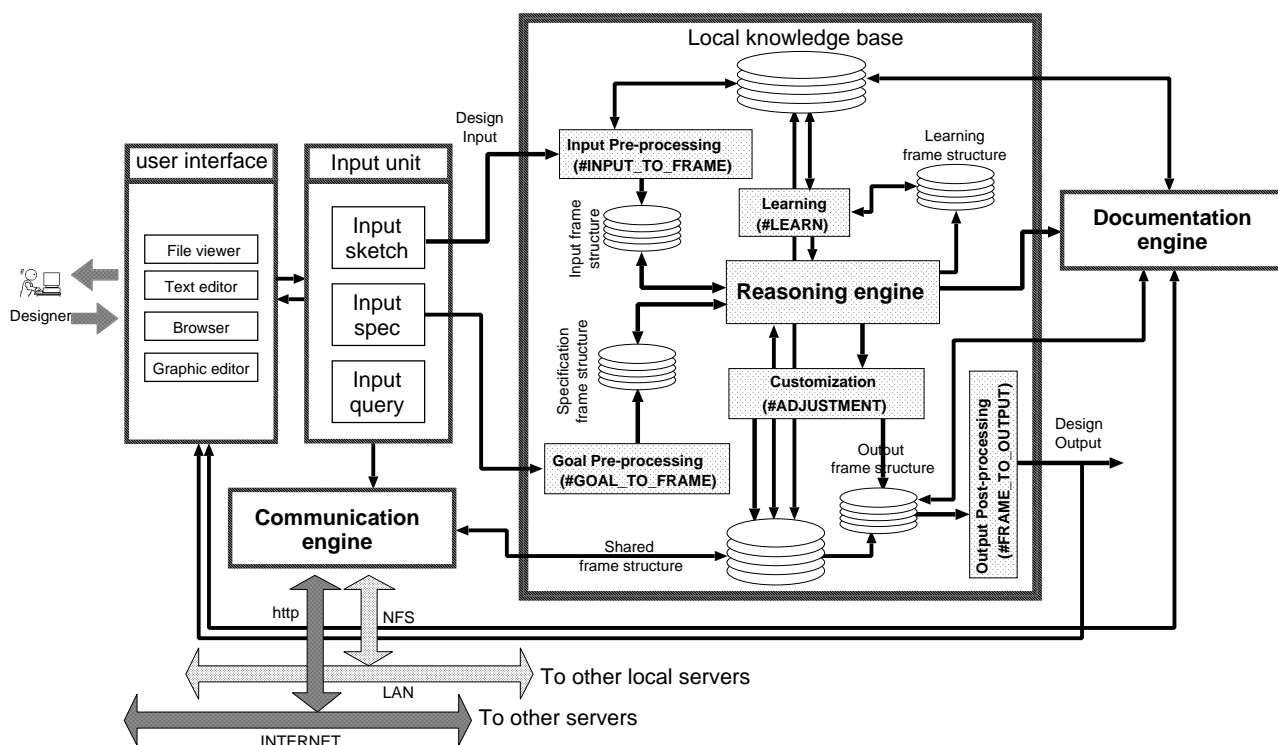 Local knowledge base
Design
Input
Input Pre-processing
(#INPUT_TO_FRAME)
Learning
frame structure
user interface
Input unit
Input
sketch
Input
spec
Input
query
File viewer
Text editor
Browser
Graphic editor
Designer
Input frame
structure
Learning
(#LEARN)
Documentation
engine
Reasoning engine
Specification
frame structure
Customization
(#ADJUSTMENT)
Goal Pre-processing
(#GOAL_TO_FRAME)
Output
frame structure
Output Post-processing
(#FRAME_TO_OUTPUT)
Design
Output
Communication
engine
Shared
frame structure
http
NFS
LAN
To other local servers
INTERNET
To other servers